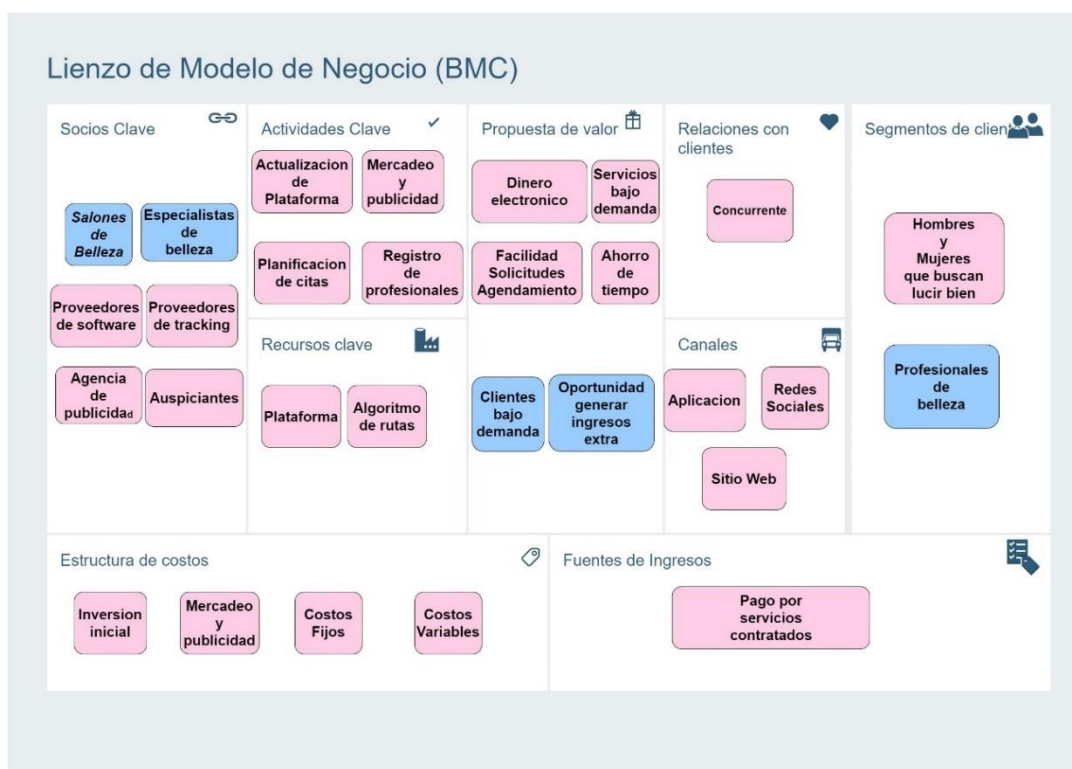 Lienzo de Modelo de Negocio (BMC)
Socios Clave
Salones
de
Belleza
Especialistas
de
belleza
Proveedores
de software
Proveedores
de tracking
Agencia
de
publicidad
Auspiciantes
Actividades Clave
Actualizacion
de
Plataforma
Mercadeo
y
publicidad
Planificacion
de citas
Registro
de
profesionales
Recursos clave
Plataforma
Algoritmo
de rutas
Propuesta de valor
Dinero
electronico
Servicios
bajo
demanda
Facilidad
Solicitudes
Agendamiento
Ahorro
de
tiempo
Clientes
bajo
demanda
Oportunidad
generar
ingresos
extra
Relaciones con
clientes
Concurrente
Canales
Aplicacion
Redes
Sociales
Sitio Web
Segmentos de client
Hombres
y
Mujeres
que buscan
lucir bien
Profesionales
de
belleza
Estructura de costos
Inversion
inicial
Mercadeo
y
publicidad
Costos
Fijos
Costos
Variables
Fuentes de Ingresos
Pago por
servicios
contratados